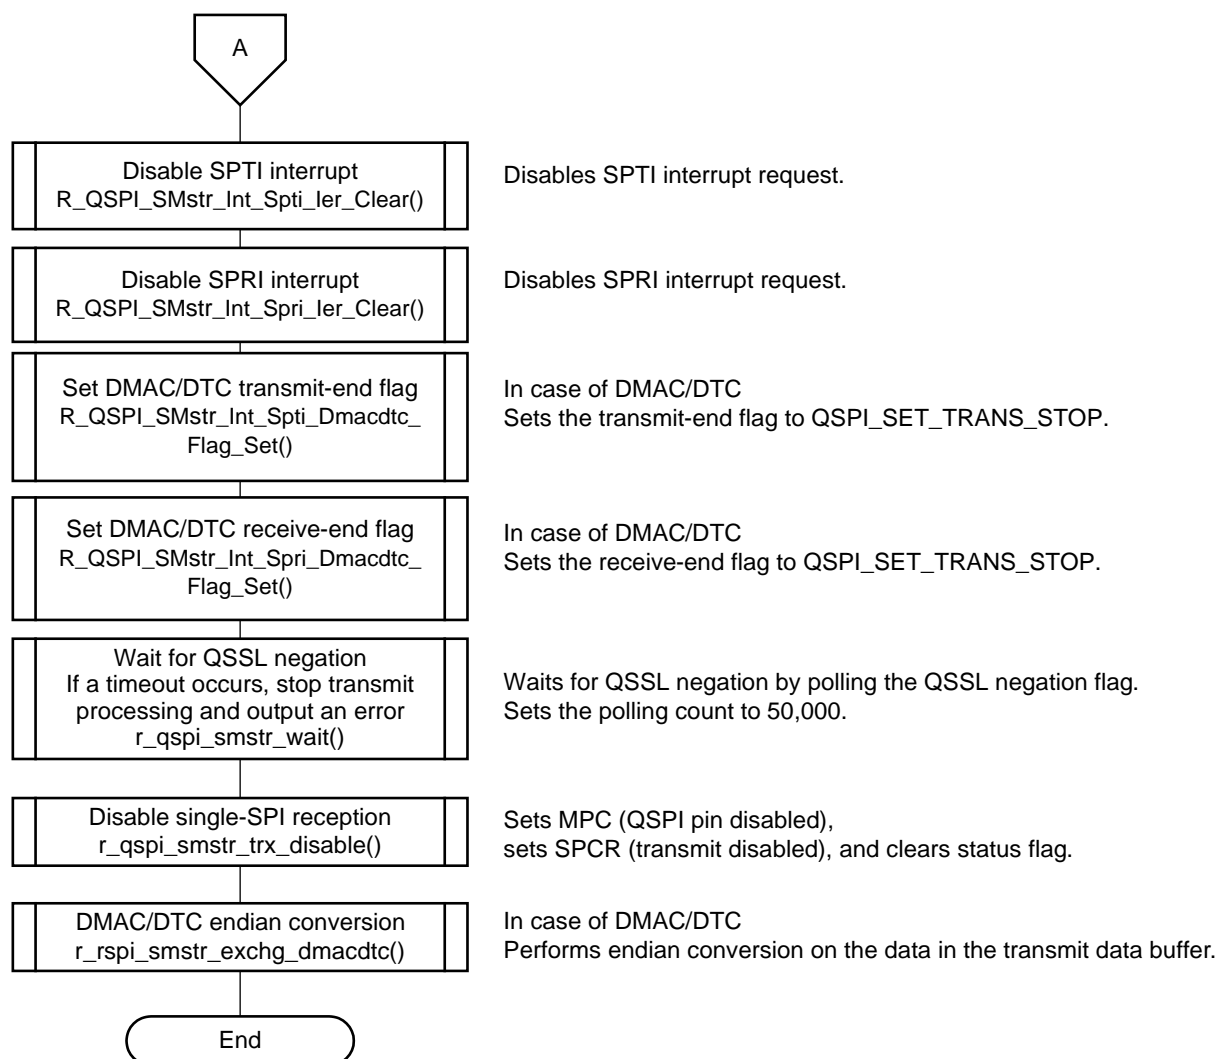 A
Disable SPTI interrupt
R_QSPI_SMstr_Int_Spti_Ier_Clear()
Disables SPTI interrupt request.
Disable SPRI interrupt
R_QSPI_SMstr_Int_Spri_Ier_Clear()
Disables SPRI interrupt request.
Set DMAC/DTC transmit-end flag
R_QSPI_SMstr_Int_Spti_Dmacdtc_
Flag_Set()
In case of DMAC/DTC
Sets the transmit-end flag to QSPI_SET_TRANS_STOP.
Set DMAC/DTC receive-end flag
R_QSPI_SMstr_Int_Spri_Dmacdtc_
Flag_Set()
In case of DMAC/DTC
Sets the receive-end flag to QSPI_SET_TRANS_STOP.
Wait for QSSL negation
If a timeout occurs, stop transmit
processing and output an error
r_qspi_smstr_wait()
Waits for QSSL negation by polling the QSSL negation flag.
Sets the polling count to 50,000.
Disable single-SPI reception
r_qspi_smstr_trx_disable()
Sets MPC (QSPI pin disabled),
sets SPCR (transmit disabled), and clears status flag.
DMAC/DTC endian conversion
r_rspi_smstr_exchg_dmacdtc()
In case of DMAC/DTC
Performs endian conversion on the data in the transmit data buffer.
End